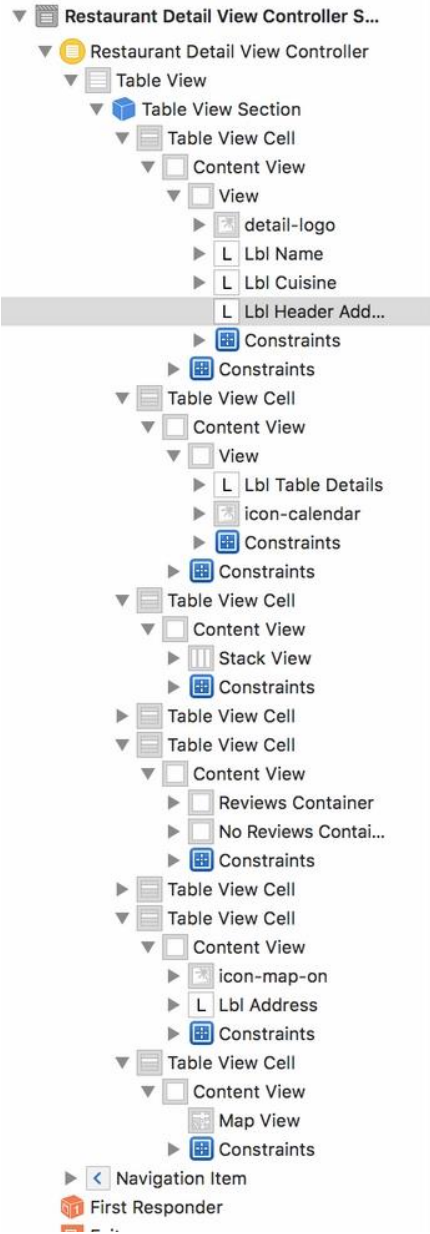 Restaurant Detail View Controller S...
Restaurant Detail View Controller
Table View
Table View Section
Table View Cell
Content View
View
detail-logo
L Lbl Name
L Lbl Cuisine
L Lbl Header Add...
Constraints
Constraints
Table View Cell
Content View
View
L Lbl Table Details
icon-calendar
Constraints
Constraints
Table View Cell
Content View
Stack View
Constraints
Table View Cell
Table View Cell
Content View
Reviews Container
No Reviews Contai...
Constraints
Table View Cell
Table View Cell
Content View
icon-map-on
L Lbl Address
Constraints
Table View Cell
Content View
Map View
Constraints
Navigation Item
First Responder